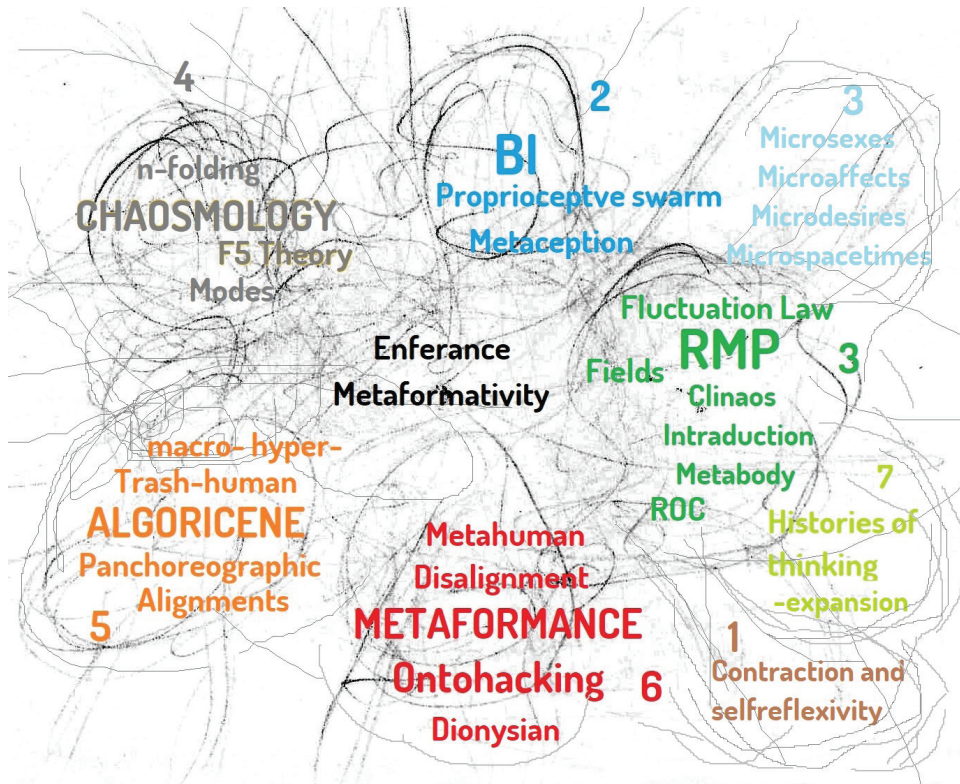 4
n-folding
CHAOSMOLOGY
F5 Theory
Modes
2
BI
Proprioceptve swarm
Metaception
3
Microsexes
Microaffects
Microdesires
Microspacetimes
Enferance
Metaformativity
Fluctuation Law
RMP
Fields
3
Clinaos
Intraduction
Metabody
ROC
macro- hyper-
Trash-human
ALGORICENE
Panchoreographic
Alignments
5
Metahuman
Disalignment
METAFORMANCE
Ontohacking
6
Dionysian
7
Histories of
thinking
-expansion
1
Contraction and
selfreflexivity